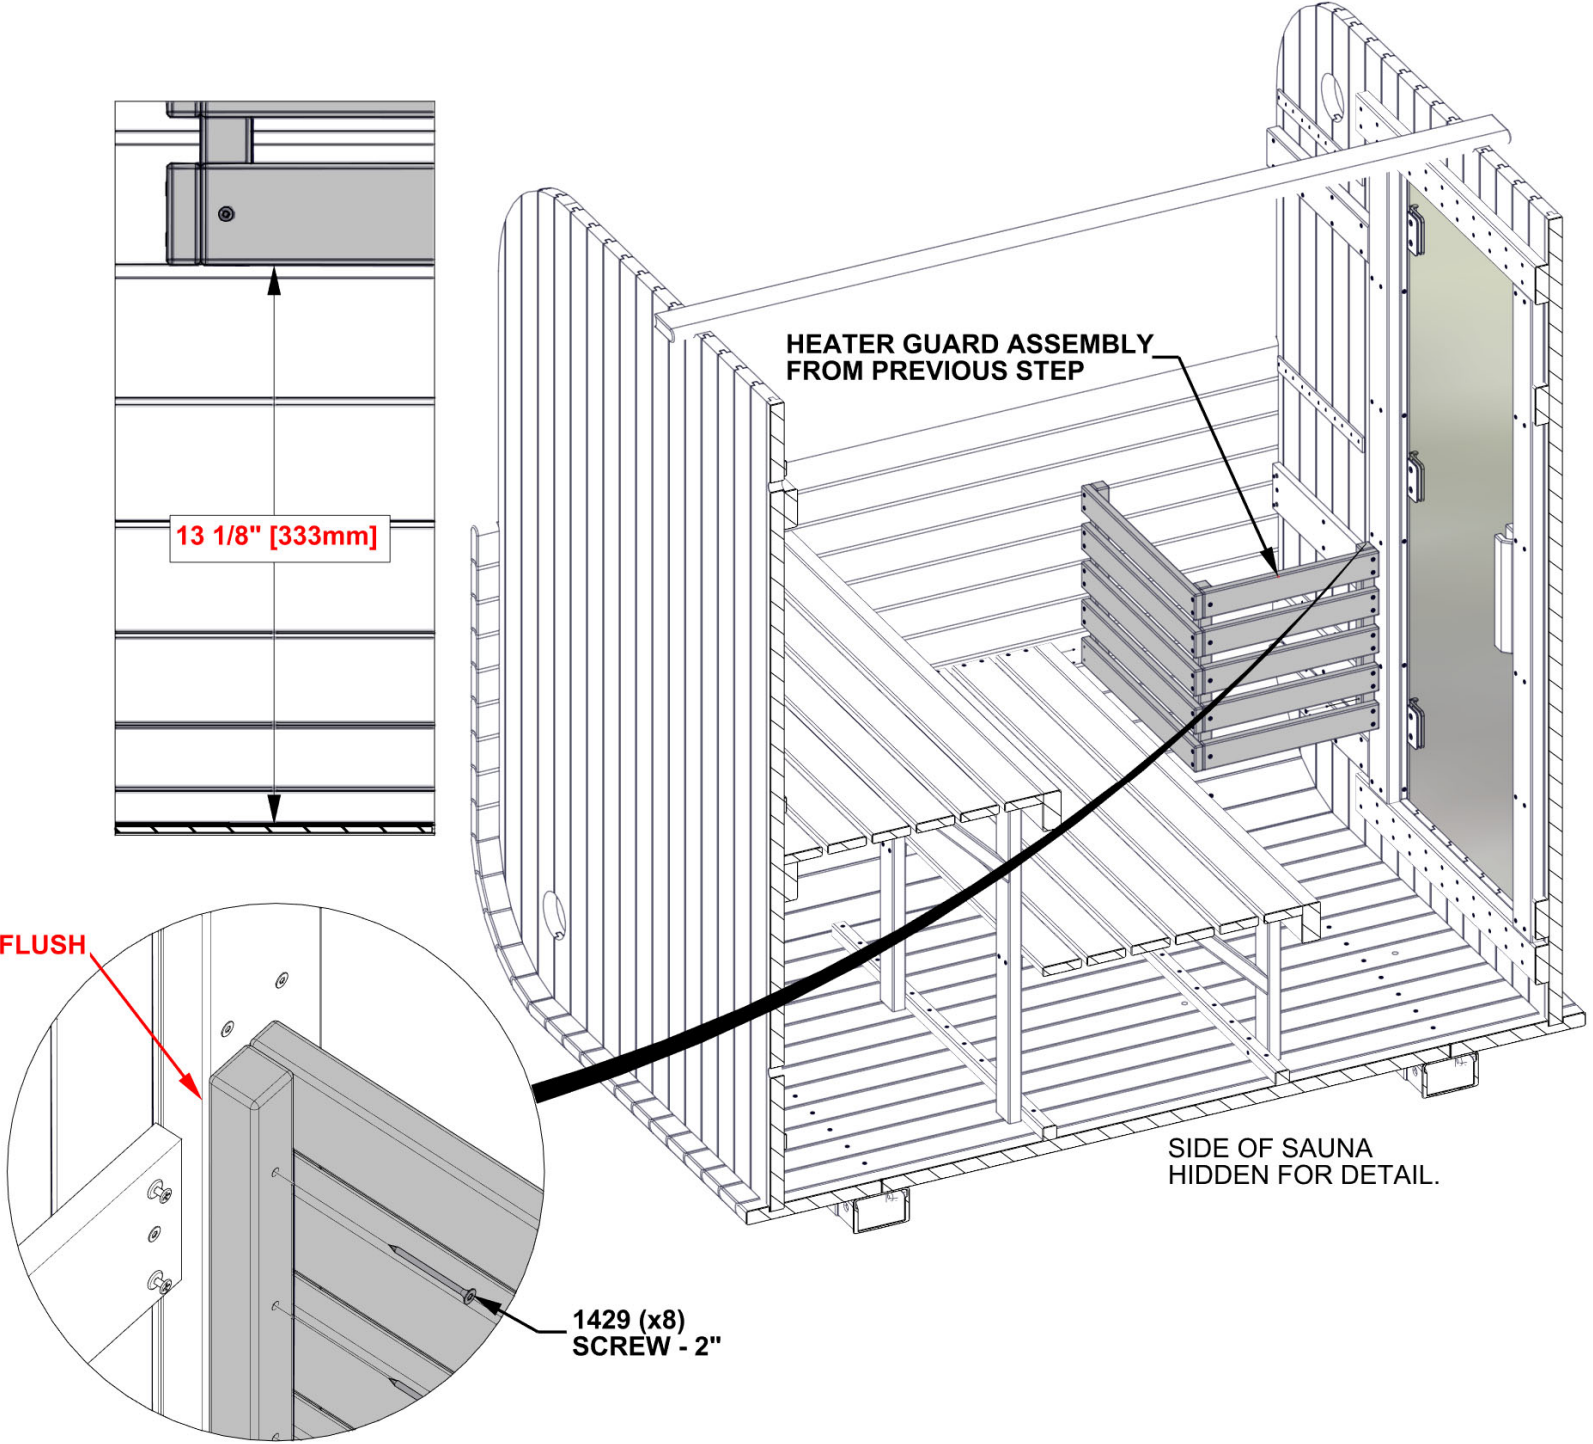 HEATER GUARD ASSEMBLY
FROM PREVIOUS STEP
13 1/8" [333mm]
FLUSH
SIDE OF SAUNA
HIDDEN FOR DETAIL.
1429 (x8)
SCREW - 2"